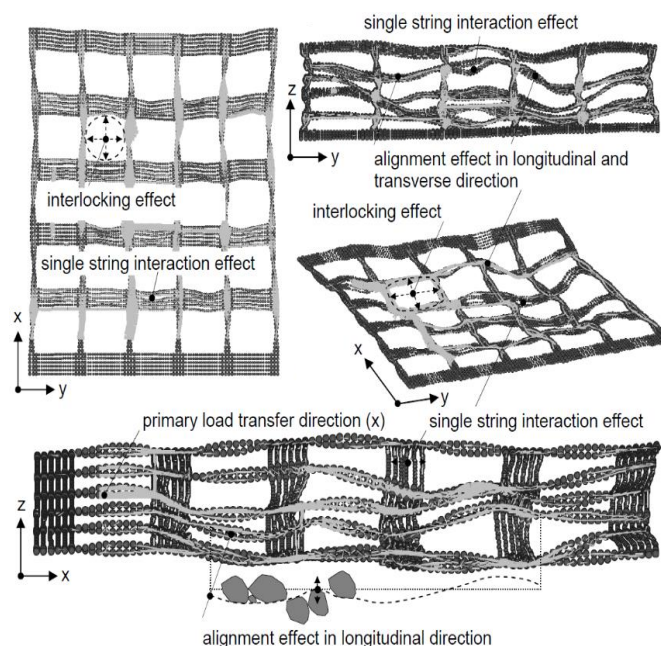 single string interaction effect
z
y
alignment effect in longitudinal and
transverse direction
interlocking effect
interlocking effect
single string interaction effect
x
y
x
y
single string interaction effect
primary load transfer direction (x)
z
x
alignment effect in longitudinal direction